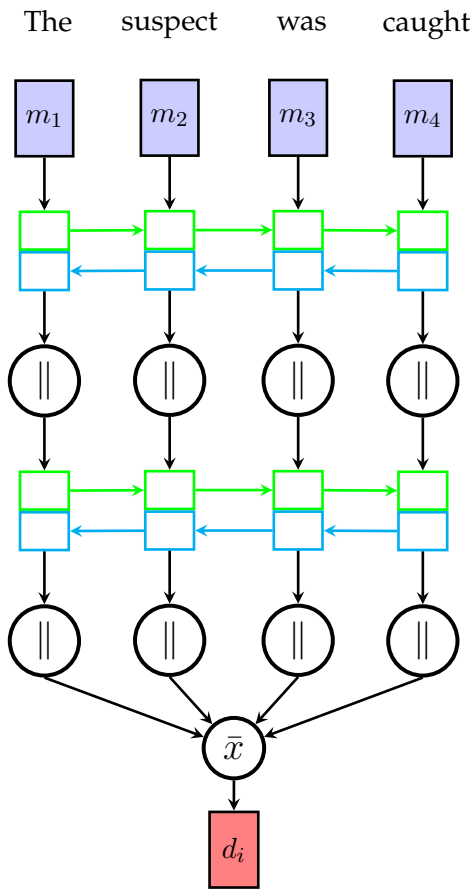 The suspect was caught
m₁ m₂ m₃ m₄
|| || || ||
|| || || ||
x̄
dᵢ